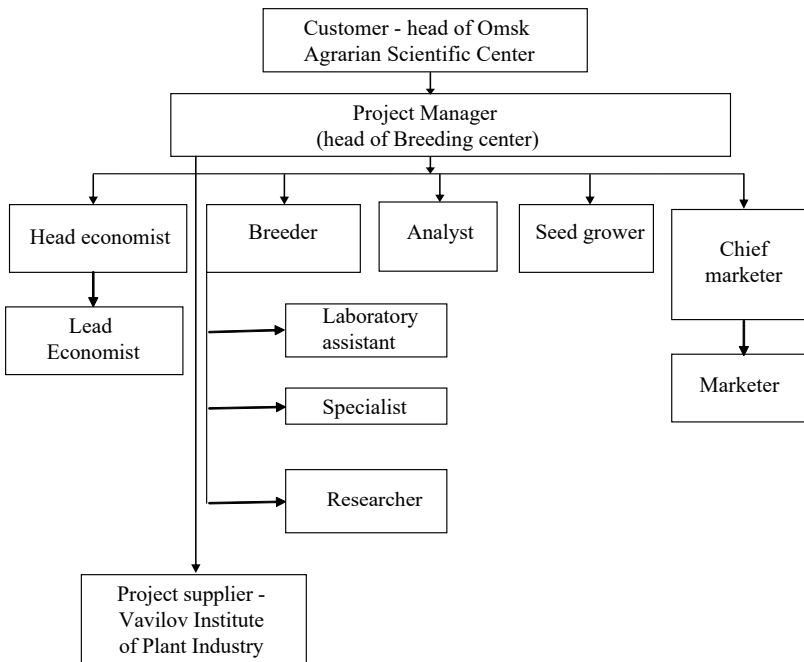 Customer - head of Omsk
Agrarian Scientific Center
Project Manager
(head of Breeding center)
Head economist
Breeder
Analyst
Seed grower
Chief
marketer
Lead
Economist
Laboratory
assistant
Marketer
Specialist
Researcher
Project supplier -
Vavilov Institute
of Plant Industry